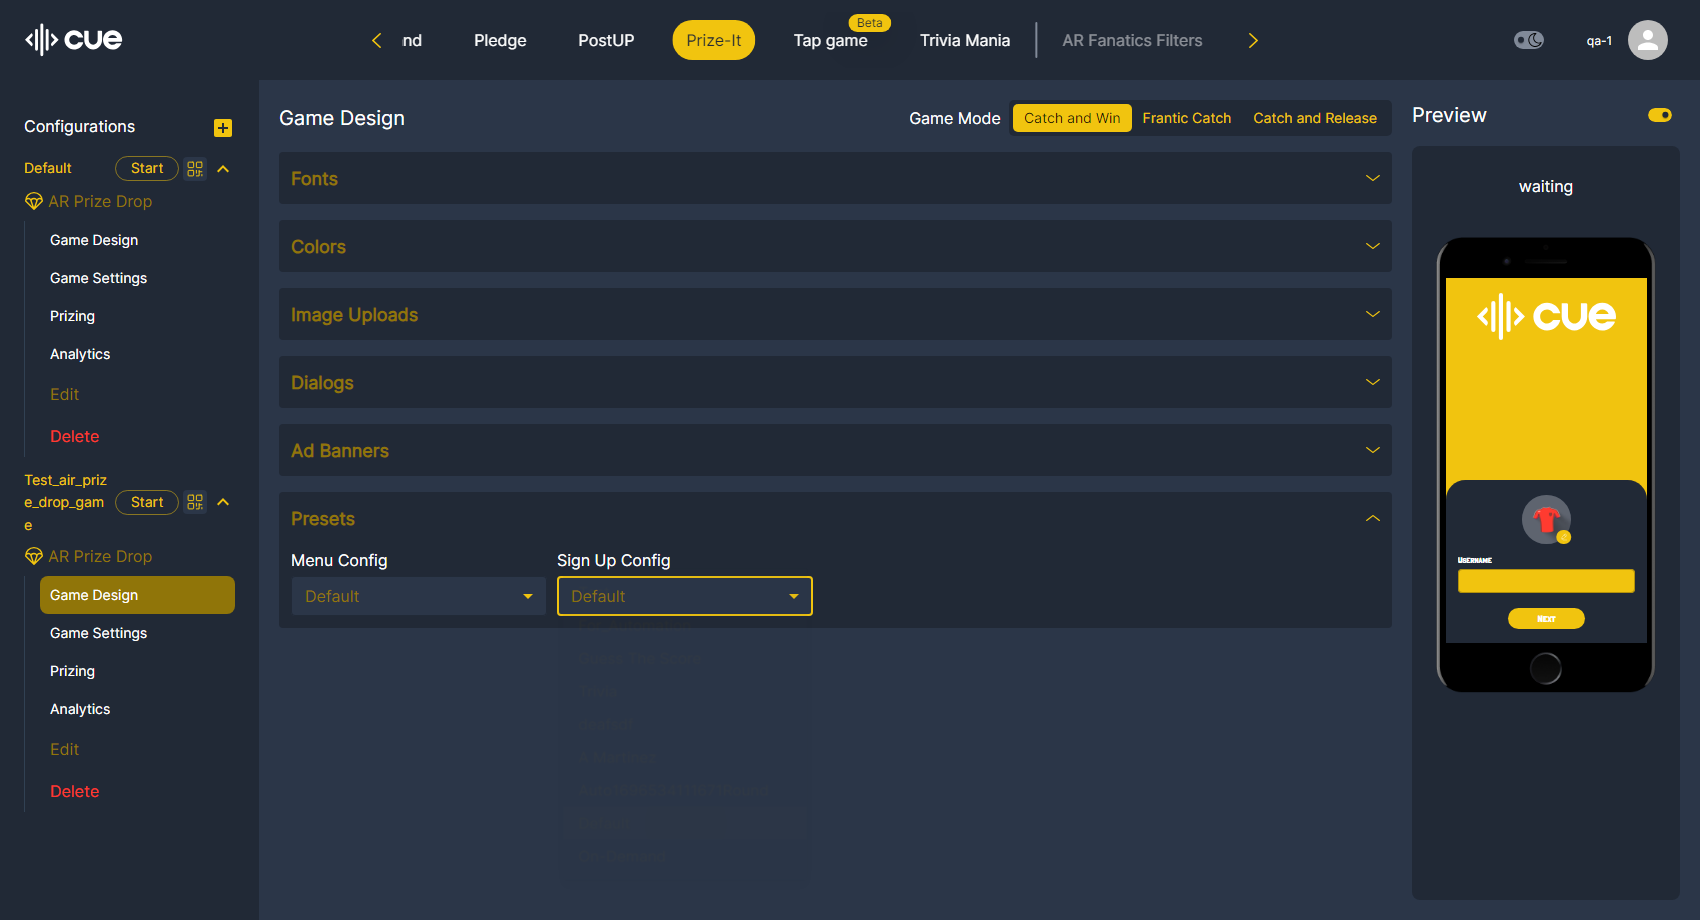 cue
nd
Pledge
PostUP
Prize-It
Beta
Tap game
Trivia Mania
AR Fanatics Filters
qa-1
Configurations
Default
Start
AR Prize Drop
Game Design
Game Settings
Prizing
Analytics
Edit
Delete
Test_air_priz
e_drop_gam
e
Start
AR Prize Drop
Game Design
Game Settings
Prizing
Analytics
Edit
Delete
Game Design
Game Mode
Catch and Win
Frantic Catch
Catch and Release
Fonts
Colors
Image Uploads
Dialogs
Ad Banners
Presets
Menu Config
Sign Up Config
Default
Default
Preview
waiting
cue
Username
Next